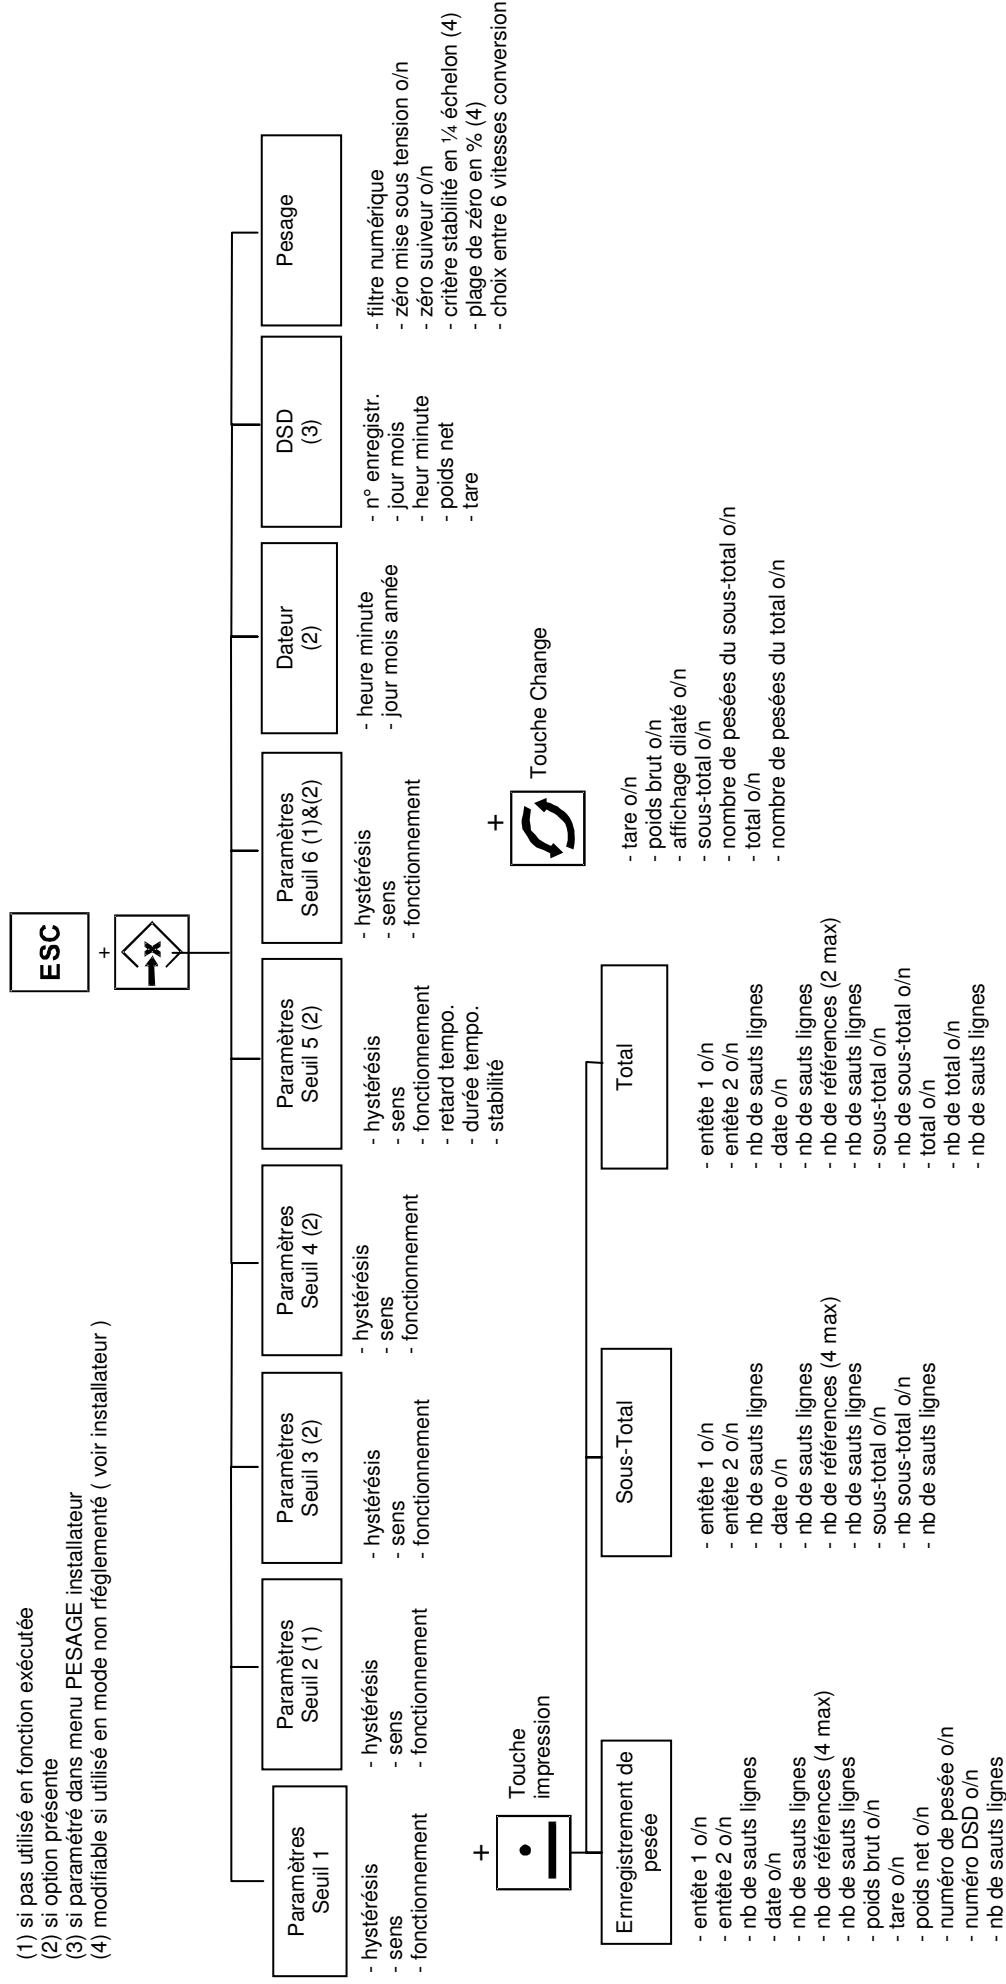 (1) si pas utilisé en fonction exécutée
(2) si option présente
(3) si paramétré dans menu PESAGE installateur
(4) modifiable si utilisé en mode non rféglementé ( voir installateur )
ESC
+
x
Paramètres
Seuil 1
- hystérésis
- sens
- fonctionnement
Paramètres
Seuil 2 (1)
- hystérésis
- sens
- fonctionnement
Paramètres
Seuil 3 (2)
- hystérésis
- sens
- fonctionnement
Paramètres
Seuil 4 (2)
- hystérésis
- sens
- fonctionnement
Paramètres
Seuil 5 (2)
- hystérésis
- sens
- fonctionnement
- retard tempo.
- durée tempo.
- stabilité
Paramètres
Seuil 6 (1)&(2)
- hystérésis
- sens
- fonctionnement
Dateur
(2)
- heure minute
- jour mois année
DSD
(3)
- n° enregistr.
- jour mois
- heur minute
- poids net
- tare
Pesage
- filtre numérique
- zéro mise sous tension o/n
- zéro suiveur o/n
- critère stabilité en ¼ échelon (4)
- plage de zéro en % (4)
- choix entre 6 vitesses conversion
+
Touche
impression
Ernregistrement de
pesée
- entête 1 o/n
- entête 2 o/n
- nb de sauts lignes
- date o/n
- nb de sauts lignes
- nb de références (4 max)
- nb de sauts lignes
- poids brut o/n
- tare o/n
- poids net o/n
- numéro de pesée o/n
- numéro DSD o/n
- nb de sauts lignes
Sous-Total
- entête 1 o/n
- entête 2 o/n
- nb de sauts lignes
- date o/n
- nb de sauts lignes
- nb de références (4 max)
- nb de sauts lignes
- sous-total o/n
- nb sous-total o/n
- nb de sauts lignes
Total
- entête 1 o/n
- entête 2 o/n
- nb de sauts lignes
- date o/n
- nb de sauts lignes
- nb de références (2 max)
- nb de sauts lignes
- sous-total o/n
- nb de sous-total o/n
- total o/n
- nb de total o/n
- nb de sauts lignes
+
Touche Change
- tare o/n
- poids brut o/n
- affichage dilaté o/n
- sous-total o/n
- nombre de pesées du sous-total o/n
- total o/n
- nombre de pesées du total o/n